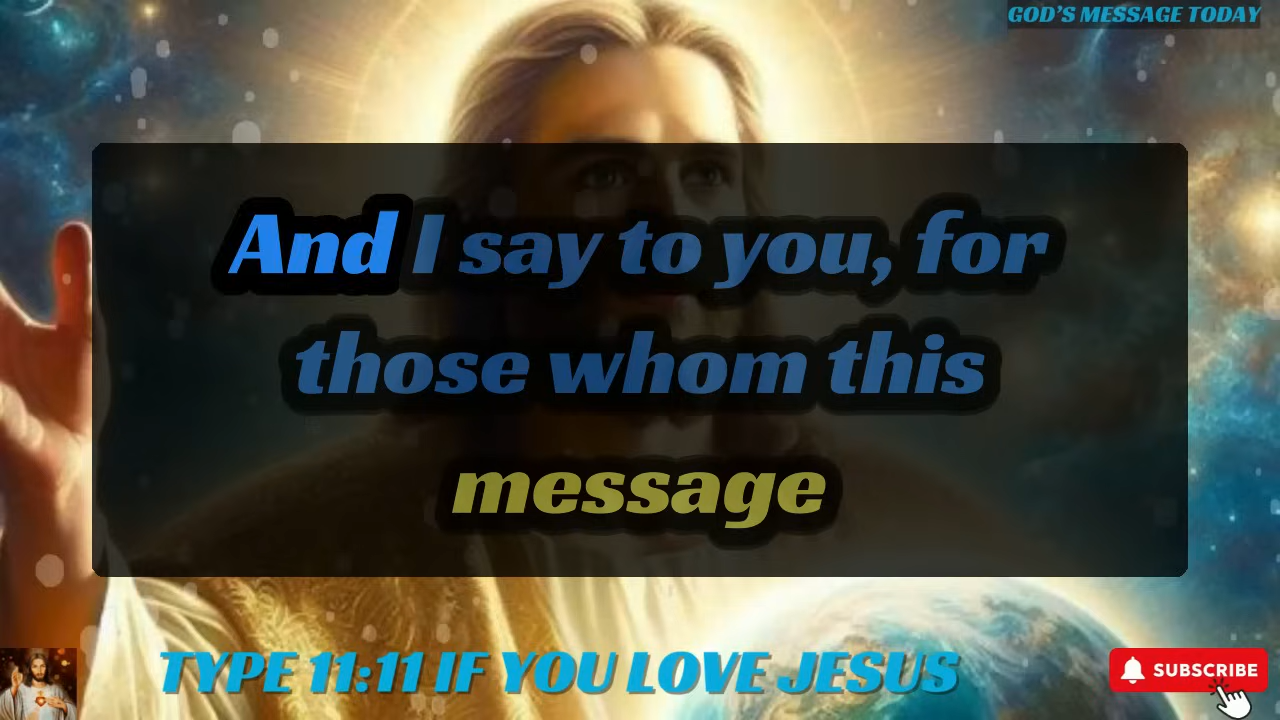 GOD'S MESSAGE TODAY
And I say to you, for
those whom this
message
TYPE 11:11 IF YOU LOVE JESUS
SUBSCRIBE